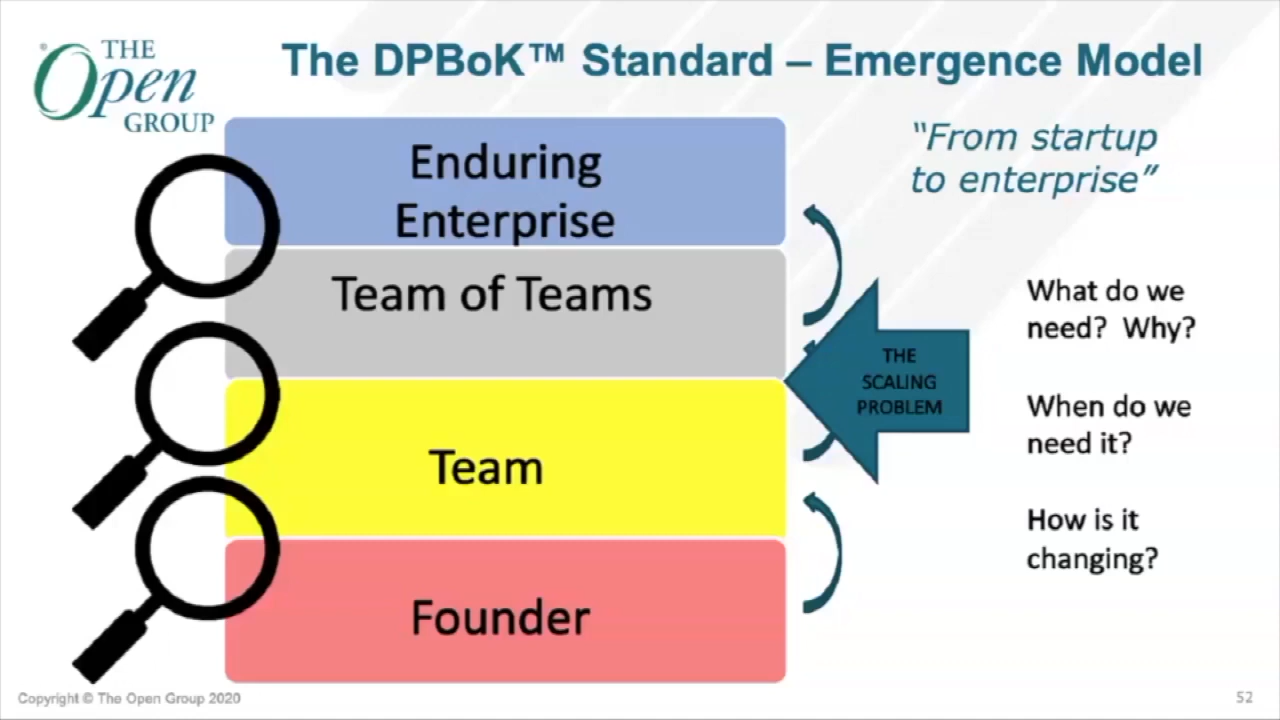 THE
Open
GROUP
The DPBoK™ Standard – Emergence Model
“From startup
to enterprise”
Enduring
Enterprise
Team of Teams
Team
Founder
THE
SCALING
PROBLEM
What do we
need? Why?
When do we
need it?
How is it
changing?
Copyright © The Open Group 2020
52